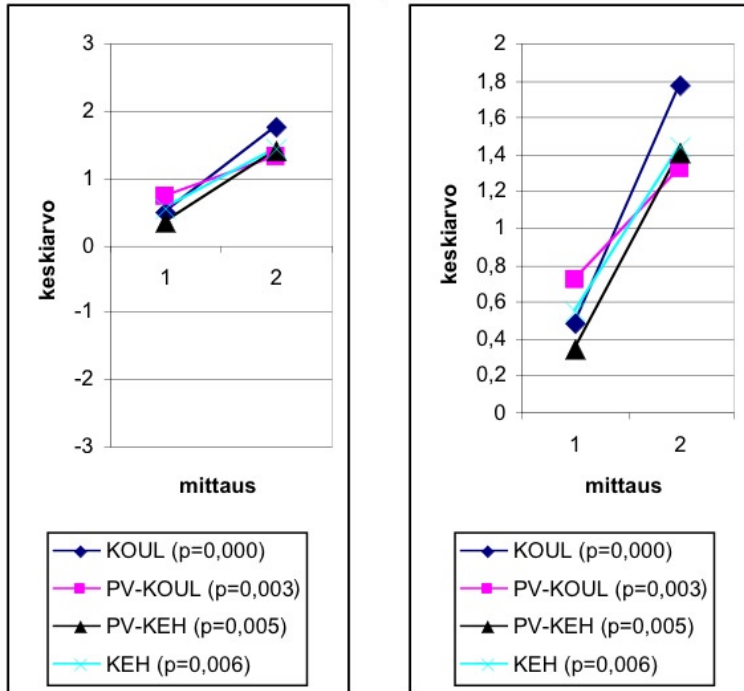 3
2
1
0
-1
-2
-3
1 2
keskiarvo
mittaus
KOUL (p=0,000)
PV-KOUL (p=0,003)
PV-KEH (p=0,005)
KEH (p=0,006)
2
1,8
1,6
1,4
1,2
1
0,8
0,6
0,4
0,2
0
1 2
keskiarvo
mittaus
KOUL (p=0,000)
PV-KOUL (p=0,003)
PV-KEH (p=0,005)
KEH (p=0,006)